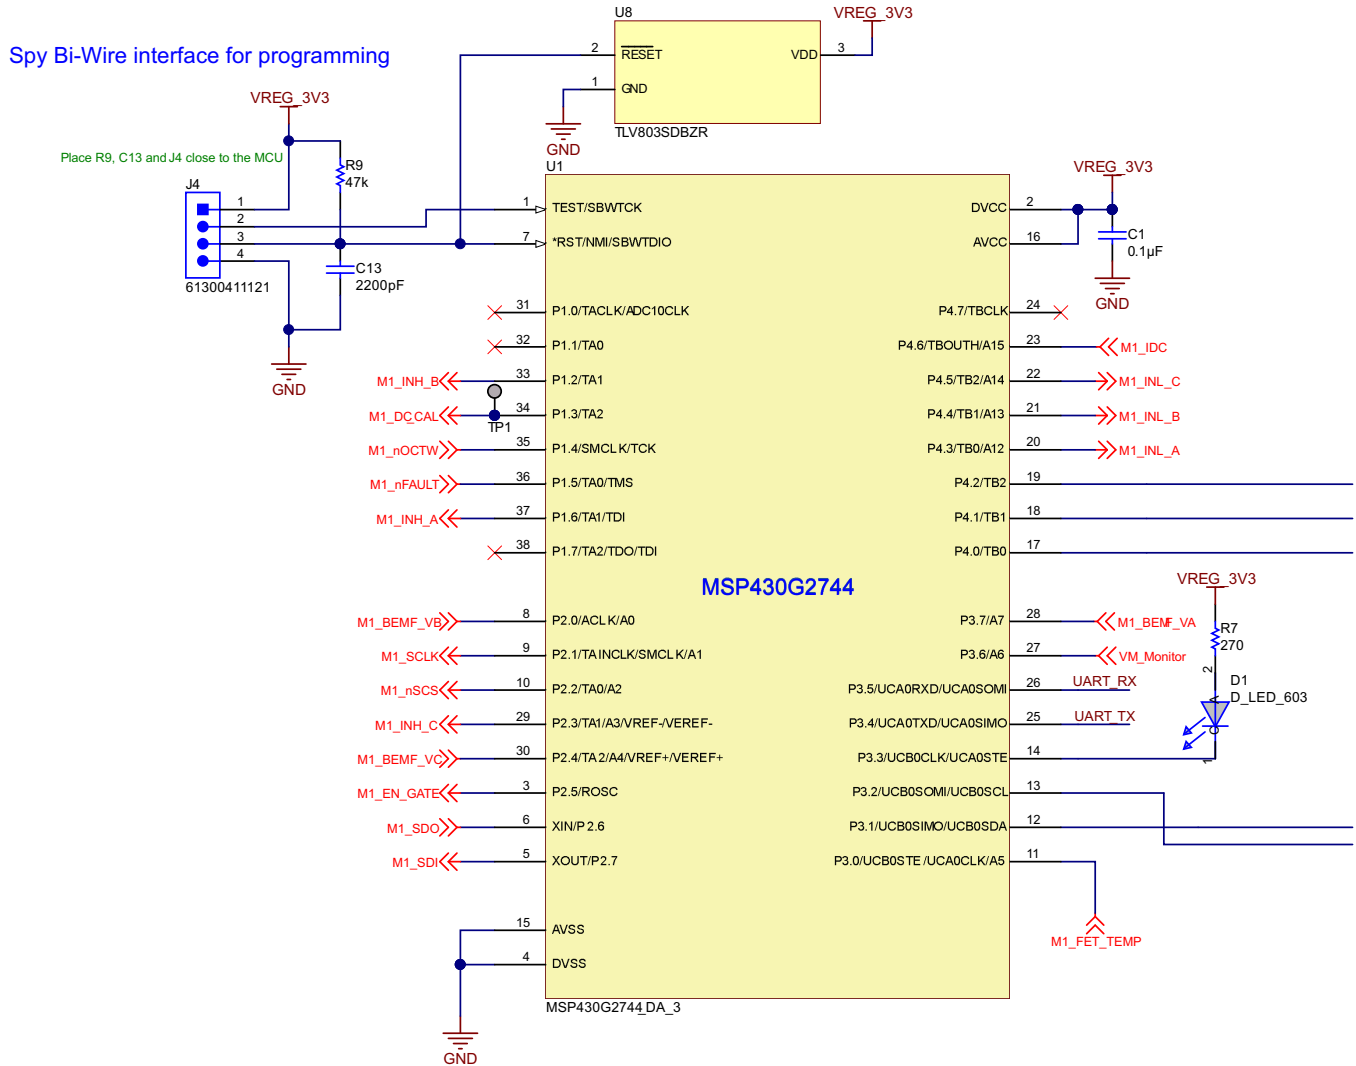 U8
VREG_3V3
Spy Bi-Wire interface for programming
2 RESET VDD 3
1 GND
VREG_3V3
TLV803SDBZR
GND
Place R9, C13 and J4 close to the MCU
R9
47k
U1
VREG_3V3
J4
1
2
3
4
61300411121
C13
2200pF
GND
1 TEST/SBWTCK
7 *RST/NMI/SBWTDIO
DVCC 2
AVCC 16
C1
0.1µF
GND
31 P1.0/TACLK/ADC10CLK
32 P1.1/TA0
M1_INH_B 33 P1.2/TA1
M1_DCCAL 34 P1.3/TA2
TP1
M1_nOCTW 35 P1.4/SMCLK/TCK
M1_nFAULT 36 P1.5/TA0/TMS
M1_INH_A 37 P1.6/TA1/TDI
38 P1.7/TA2/TDO/TDI
P4.7/TBCLK 24
P4.6/TBOUTH/A15 23 M1_IDC
P4.5/TB2/A14 22 M1_INL_C
P4.4/TB1/A13 21 M1_INL_B
P4.3/TB0/A12 20 M1_INL_A
P4.2/TB2 19
P4.1/TB1 18
P4.0/TB0 17
MSP430G2744
VREG_3V3
R7
270
2
D1
D_LED_603
A
C
1
M1_BEMF_VB 8 P2.0/ACLK/A0
M1_SCLK 9 P2.1/TAINCLK/SMCLK/A1
M1_nSCS 10 P2.2/TA0/A2
M1_INH_C 29 P2.3/TA1/A3/VREF-/VEREF-
M1_BEMF_VC 30 P2.4/TA2/A4/VREF+/VEREF+
M1_EN_GATE 3 P2.5/ROSC
M1_SDO 6 XIN/P2.6
M1_SDI 5 XOUT/P2.7
P3.7/A7 28 M1_BEMF_VA
P3.6/A6 27 VM_Monitor
P3.5/UCA0RXD/UCA0SOMI 26 UART_RX
P3.4/UCA0TXD/UCA0SIMO 25 UART_TX
P3.3/UCB0CLK/UCA0STE 14
P3.2/UCB0SOMI/UCB0SCL 13
P3.1/UCB0SIMO/UCB0SDA 12
P3.0/UCB0STE/UCA0CLK/A5 11
M1_FET_TEMP
15 AVSS
4 DVSS
MSP430G2744_DA_3
GND